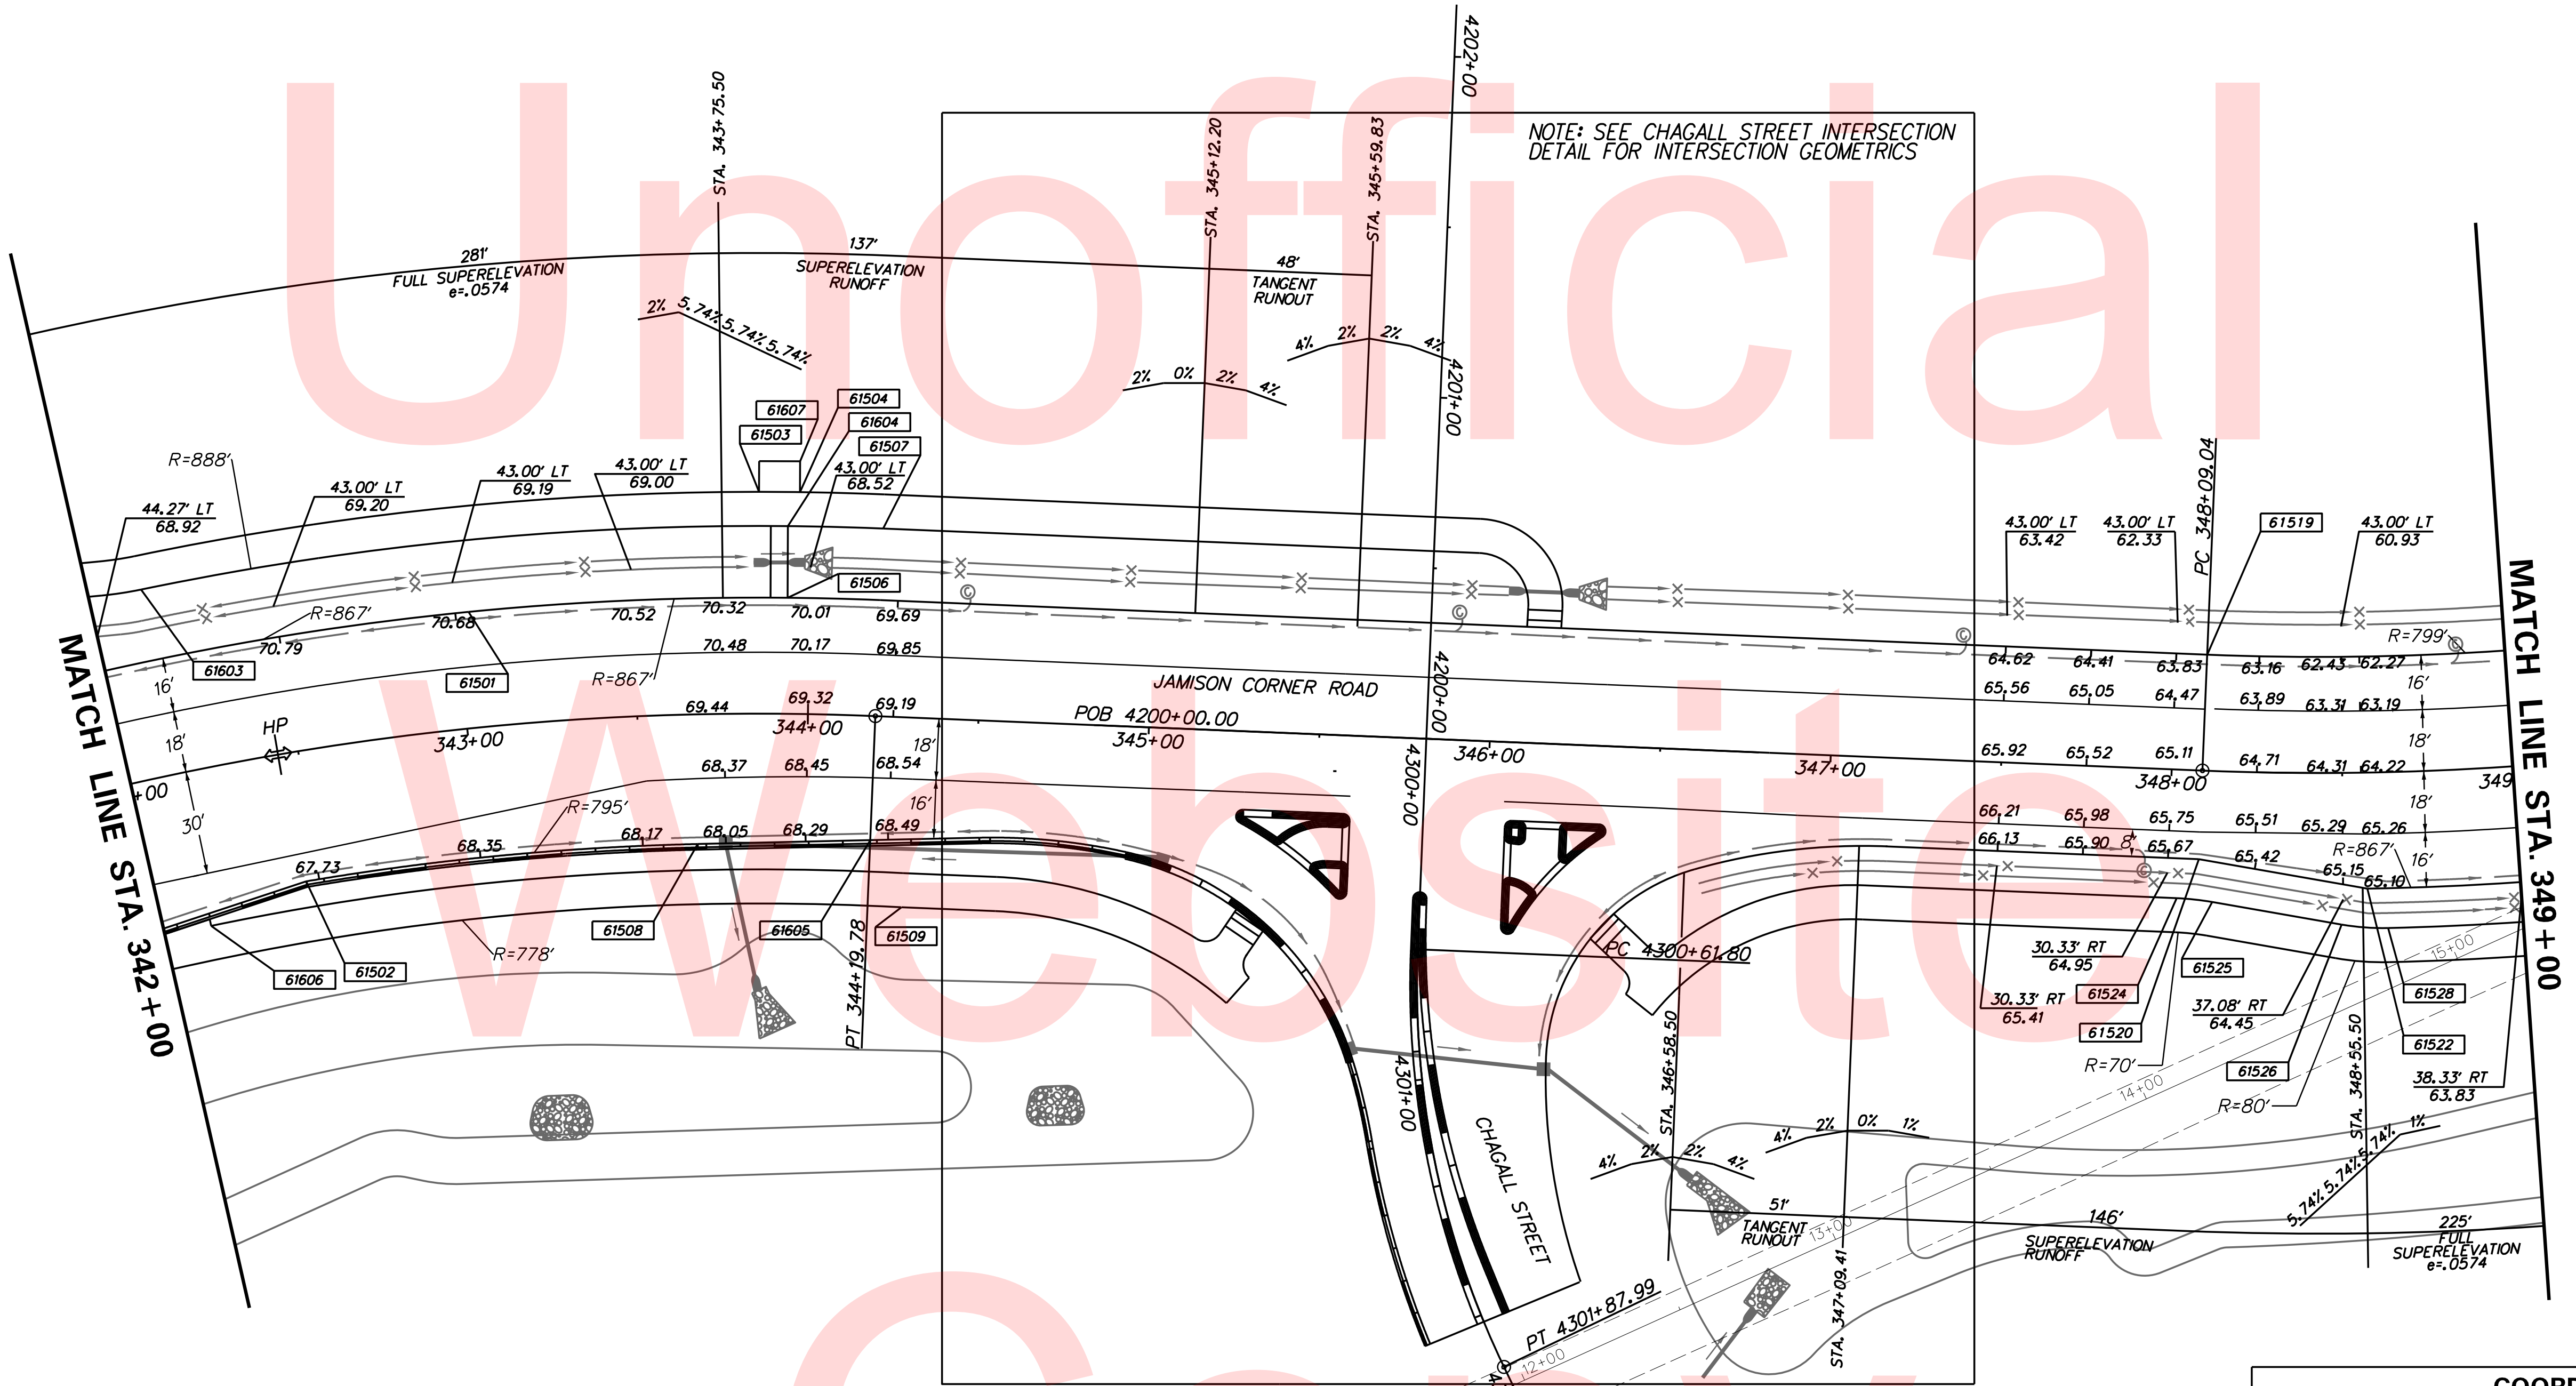 Unofficial
Website
Copy
4202+00
NOTE: SEE CHAGALL STREET INTERSECTION
DETAIL FOR INTERSECTION GEOMETRICS
STA. 343+75.50
STA. 345+12.20
STA. 345+59.83
281'
FULL SUPERELEVATION
e=.0574
137'
SUPERELEVATION
RUNOFF
48'
TANGENT
RUNOUT
2% 5.74% 5.74% 5.74%
2% 0% 2% 4%
4% 2% 2% 4%
4201+00
61607
61504
61503
61604
61507
R=888'
44.27' LT
68.92
43.00' LT
69.20
43.00' LT
69.19
43.00' LT
69.00
43.00' LT
68.52
43.00' LT
63.42
43.00' LT
62.33
PC 348+09.04
61519
43.00' LT
60.93
MATCH LINE STA. 342+00
MATCH LINE STA. 349+00
61506
R=867'
70.79
70.68
70.52
70.32
70.01
69.69
61603
61501
R=867'
70.48
70.17
69.85
16'
18'
30'
HP
+00
JAMISON CORNER ROAD
POB 4200+00.00
4200+00
64.62
64.41
63.83
63.16
62.43
62.27
R=799'
65.56
65.05
64.47
63.89
63.31
63.19
16'
69.44
69.32
69.19
343+00
344+00
345+00
346+00
347+00
348+00
349
65.92
65.52
65.11
64.71
64.31
64.22
18'
18'
16'
68.37
68.45
68.54
18'
16'
R=795'
67.73
68.35
68.17
68.05
68.29
68.49
4300+00
66.21
65.98
65.75
65.51
65.29
65.26
66.13
65.90
8'
65.67
65.42
65.15
65.10
R=867'
61606
61502
R=778'
61508
61605
61509
PT 344+19.78
PC 4300+61.80
30.33' RT
65.41
30.33' RT
64.95
61524
61520
61525
R=70'
37.08' RT
64.45
61526
R=80'
61528
61522
38.33' RT
63.83
15+00
14+00
13+00
12+00
STA. 346+58.50
STA. 347+09.41
STA. 348+55.50
4301+00
CHAGALL STREET
4% 2% 2% 4%
4% 2% 0% 1%
5.74% 5.74% 5.74% 1%
51'
TANGENT
RUNOUT
146'
SUPERELEVATION
RUNOFF
225'
FULL
SUPERELEVATION
e=.0574
PT 4301+87.99